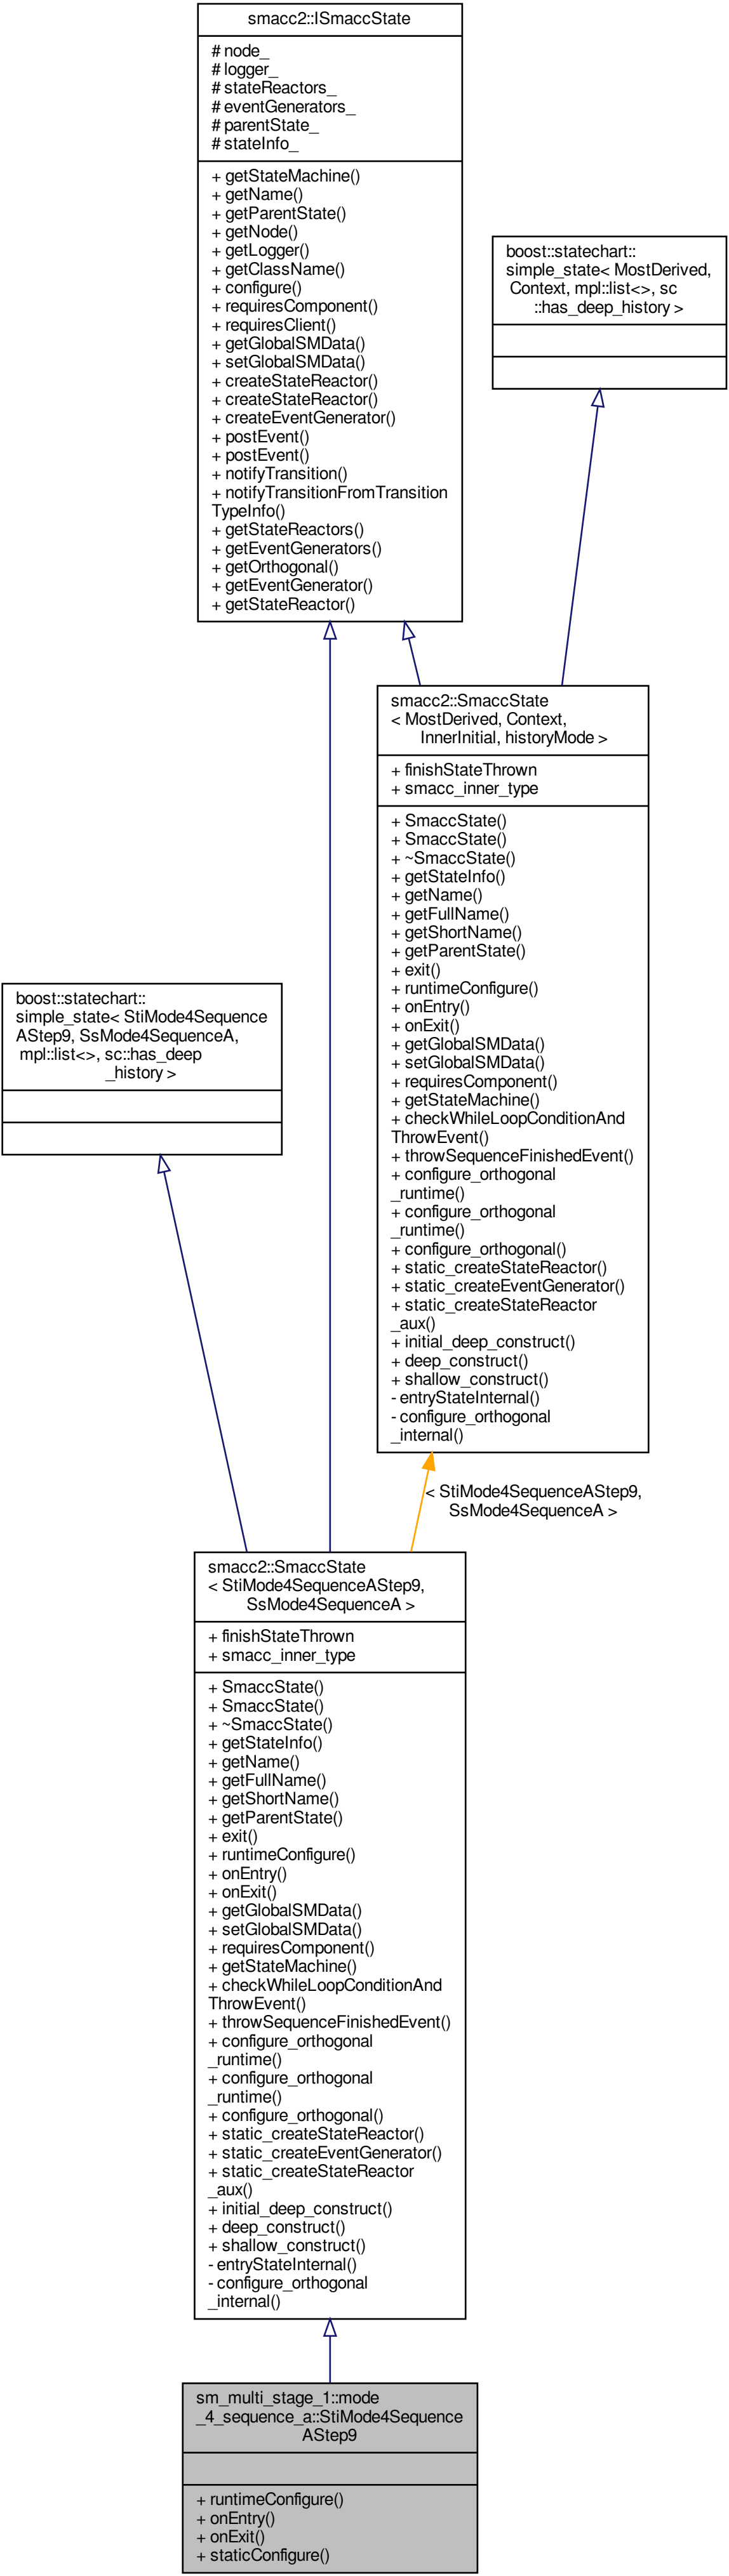 smacc2::ISmaccState
# node_
# logger_
# stateReactors_
# eventGenerators_
# parentState_
# stateInfo_
+ getStateMachine()
+ getName()
+ getParentState()
+ getNode()
+ getLogger()
+ getClassName()
+ configure()
+ requiresComponent()
+ requiresClient()
+ getGlobalSMData()
+ setGlobalSMData()
+ createStateReactor()
+ createStateReactor()
+ createEventGenerator()
+ postEvent()
+ postEvent()
+ notifyTransition()
+ notifyTransitionFromTransition
TypeInfo()
+ getStateReactors()
+ getEventGenerators()
+ getOrthogonal()
+ getEventGenerator()
+ getStateReactor()
boost::statechart::
simple_state< MostDerived,
Context, mpl::list<>, sc
::has_deep_history >
smacc2::SmaccState
< MostDerived, Context,
InnerInitial, historyMode >
+ finishStateThrown
+ smacc_inner_type
+ SmaccState()
+ SmaccState()
+ ~SmaccState()
+ getStateInfo()
+ getName()
+ getFullName()
+ getShortName()
+ getParentState()
+ exit()
+ runtimeConfigure()
+ onEntry()
+ onExit()
+ getGlobalSMData()
+ setGlobalSMData()
+ requiresComponent()
+ getStateMachine()
+ checkWhileLoopConditionAnd
ThrowEvent()
+ throwSequenceFinishedEvent()
+ configure_orthogonal
_runtime()
+ configure_orthogonal
_runtime()
+ configure_orthogonal()
+ static_createStateReactor()
+ static_createEventGenerator()
+ static_createStateReactor
_aux()
+ initial_deep_construct()
+ deep_construct()
+ shallow_construct()
- entryStateInternal()
- configure_orthogonal
_internal()
boost::statechart::
simple_state< StiMode4Sequence
AStep9, SsMode4SequenceA,
mpl::list<>, sc::has_deep
_history >
< StiMode4SequenceAStep9,
SsMode4SequenceA >
smacc2::SmaccState
< StiMode4SequenceAStep9,
SsMode4SequenceA >
+ finishStateThrown
+ smacc_inner_type
+ SmaccState()
+ SmaccState()
+ ~SmaccState()
+ getStateInfo()
+ getName()
+ getFullName()
+ getShortName()
+ getParentState()
+ exit()
+ runtimeConfigure()
+ onEntry()
+ onExit()
+ getGlobalSMData()
+ setGlobalSMData()
+ requiresComponent()
+ getStateMachine()
+ checkWhileLoopConditionAnd
ThrowEvent()
+ throwSequenceFinishedEvent()
+ configure_orthogonal
_runtime()
+ configure_orthogonal
_runtime()
+ configure_orthogonal()
+ static_createStateReactor()
+ static_createEventGenerator()
+ static_createStateReactor
_aux()
+ initial_deep_construct()
+ deep_construct()
+ shallow_construct()
- entryStateInternal()
- configure_orthogonal
_internal()
sm_multi_stage_1::mode
_4_sequence_a::StiMode4Sequence
AStep9
+ runtimeConfigure()
+ onEntry()
+ onExit()
+ staticConfigure()